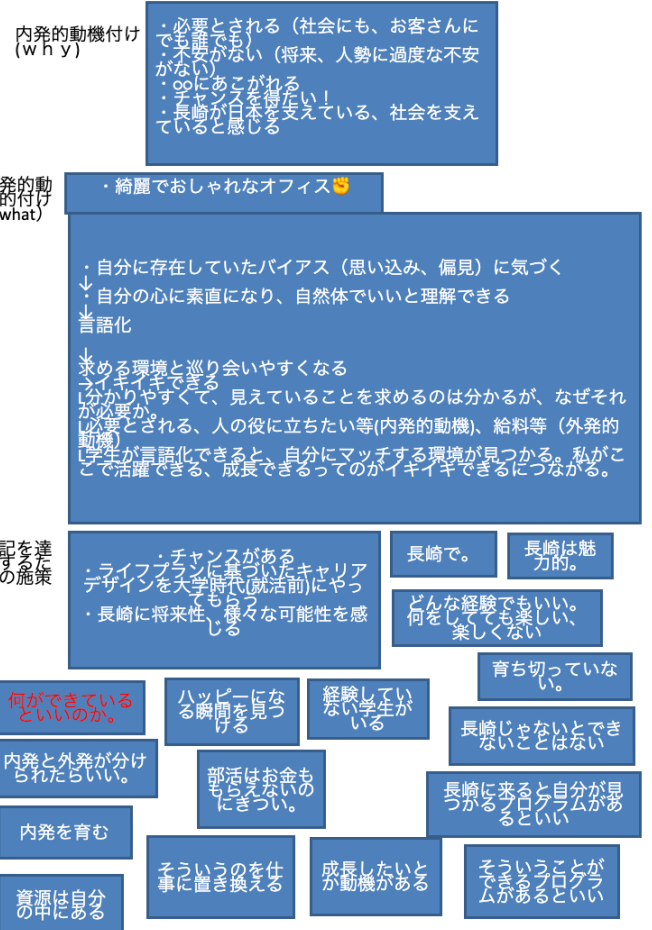 内発的動機付け
(ｗｈｙ)
・必要とされる（社会にも、お客さんに
でも誰でも）
・不安がない（将来、人勢に過度な不安
がない）
・○○にあこがれる
・チャンスを得たい！
・長崎が日本を支えている、社会を支え
ていると感じる
発的動
的付け
what）
・綺麗でおしゃれなオフィス✊
・自分に存在していたバイアス（思い込み、偏見）に気づく
↓
・自分の心に素直になり、自然体でいいと理解できる
↓
言語化
↓
求める環境と巡り会いやすくなる
→イキイキできる
L分かりやすくて、見えていることを求めるのは分かるが、なぜそれ
が必要か。
L必要とされる、人の役に立ちたい等(内発的動機)、給料等（外発的
動機）
L学生が言語化できると、自分にマッチする環境が見つかる。私がこ
こで活躍できる、成長できるってのがイキイキできるにつながる。
記を達
するた
の施策
・チャンスがある
・ライフプランに基づいたキャリア
デザインを大学時代(就活前)にやっ
てもらう
・長崎に将来性、様々な可能性を感
じる
長崎で。
長崎は魅
力的。
どんな経験でもいい。
何をしてても楽しい、
楽しくない
育ち切っていな
い。
何ができている
といいのか。
ハッピーにな
る瞬間を見つ
ける
経験してい
ない学生が
いる
長崎じゃないとでき
ないことはない
内発と外発が分け
られたらいい。
部活はお金も
もらえないの
にきつい。
長崎に来ると自分が見
つかるプログラムがあ
るといい
内発を育む
そういうのを仕
事に置き換える
成長したいと
か動機がある
そういうことが
できるプログラ
ムがあるといい
資源は自分
の中にある